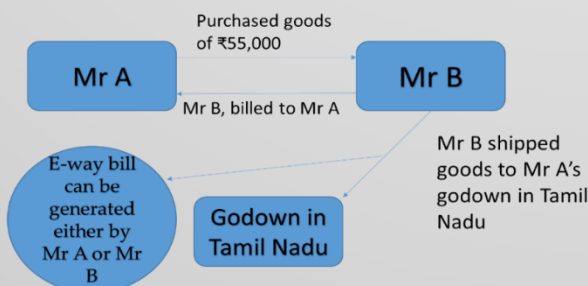 Purchased goods
of ₹55,000
Mr A
Mr B
Mr B, billed to Mr A
E-way bill
can be
generated
either by
Mr A or Mr
B
Godown in
Tamil Nadu
Mr B shipped
goods to Mr A’s
godown in Tamil
Nadu